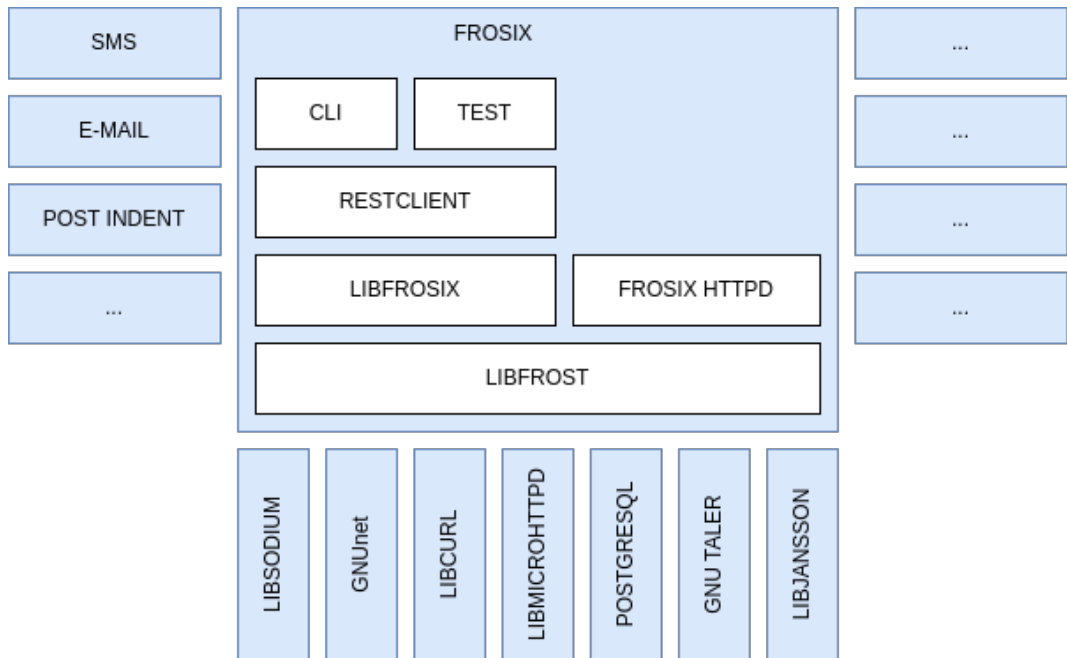 SMS
E-MAIL
POST INDENT
...
FROSIX
CLI
TEST
RESTCLIENT
LIBFROSIX
FROSIX HTTPD
LIBFROST
...
...
...
...
LIBSODIUM
GNUnet
LIBCURL
LIBMICROHTTPD
POSTGRESQL
GNU TALER
LIBJANSSON